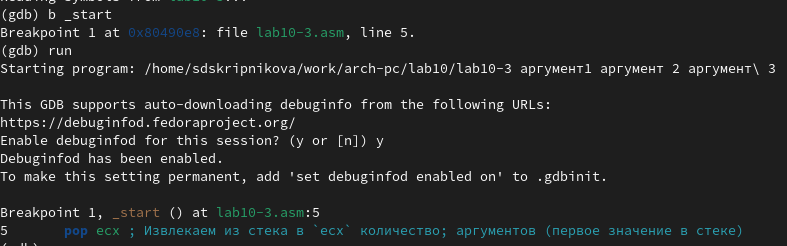 (gdb) b _start
Breakpoint 1 at 0x80490e8: file lab10-3.asm, line 5.
(gdb) run
Starting program: /home/sdskripnikova/work/arch-pc/lab10/lab10-3 аргумент1 аргумент 2 аргумент\ 3
This GDB supports auto-downloading debuginfo from the following URLs:
https://debuginfod.fedoraproject.org/
Enable debuginfod for this session? (y or [n]) y
Debuginfod has been enabled.
To make this setting permanent, add 'set debuginfod enabled on' to .gdbinit.
Breakpoint 1, _start () at lab10-3.asm:5
5 pop ecx ; Извлекаем из стека в `ecx` количество; аргументов (первое значение в стеке)